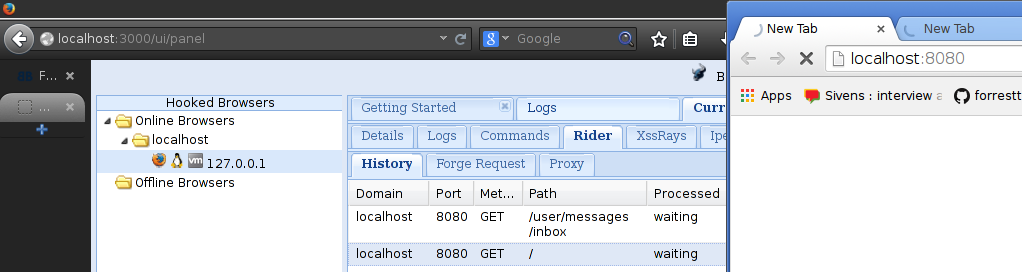 New Tab
New Tab
localhost:3000/ui/panel
Google
localhost:8080
F...
...
B
Apps
Sivens : interview a
forrestt
Hooked Browsers
Getting Started
Logs
Curr
Online Browsers
localhost
127.0.0.1
Offline Browsers
Details
Logs
Commands
Rider
XssRays
Ipe
History
Forge Request
Proxy
Domain
Port
Met...
Path
Processed
localhost
8080
GET
/user/messages
/inbox
waiting
localhost
8080
GET
/
waiting